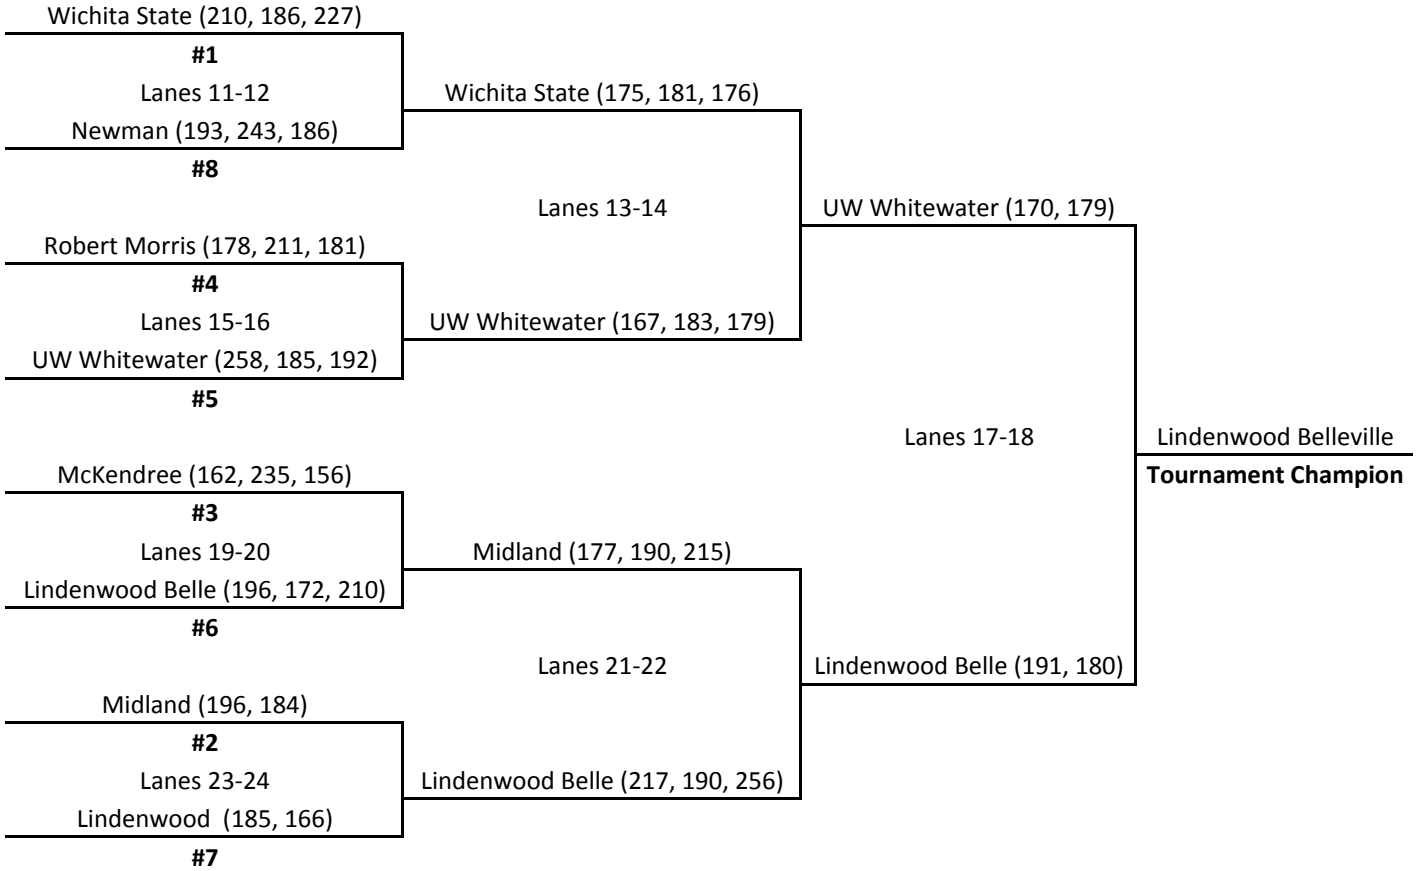 Wichita State (210, 186, 227)
#1
Lanes 11-12
Newman (193, 243, 186)
#8
Robert Morris (178, 211, 181)
#4
Lanes 15-16
UW Whitewater (258, 185, 192)
#5
McKendree (162, 235, 156)
#3
Lanes 19-20
Lindenwood Belle (196, 172, 210)
#6
Midland (196, 184)
#2
Lanes 23-24
Lindenwood  (185, 166)
#7
Wichita State (175, 181, 176)
Lanes 13-14
UW Whitewater (167, 183, 179)
Midland (177, 190, 215)
Lanes 21-22
Lindenwood Belle (217, 190, 256)
UW Whitewater (170, 179)
Lanes 17-18
Lindenwood Belle (191, 180)
Lindenwood Belleville
Tournament Champion